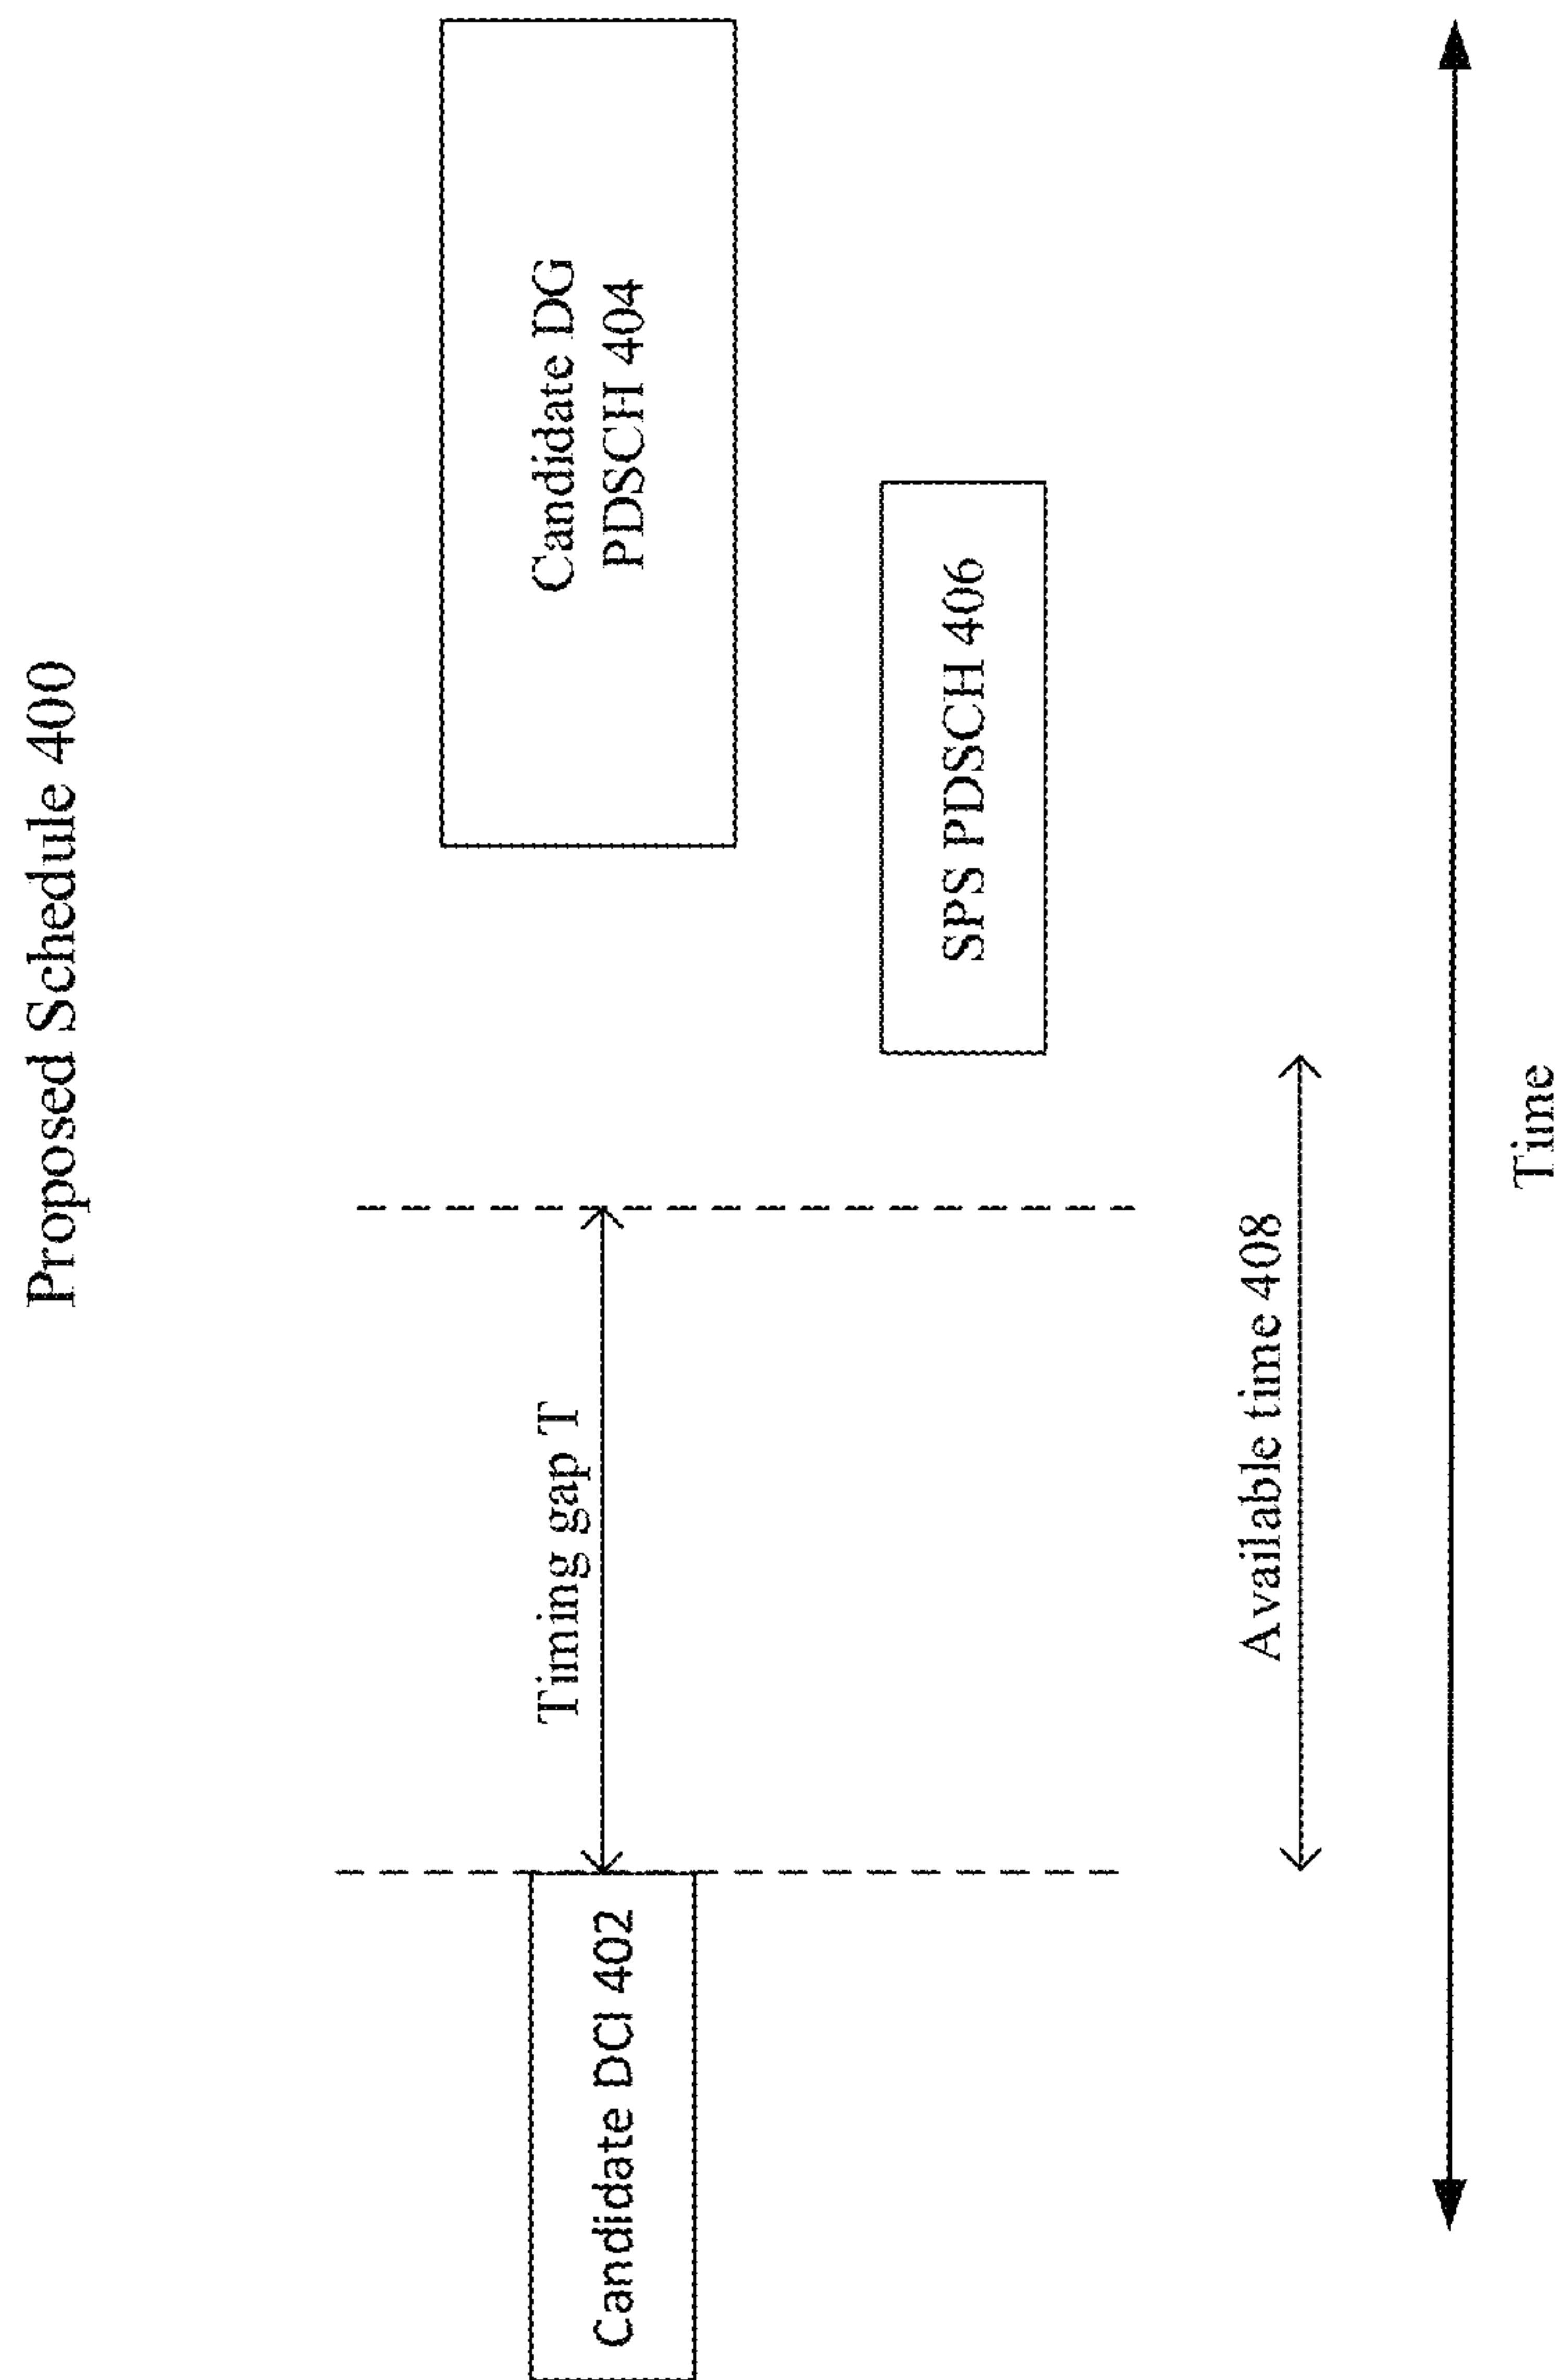 Proposed Schedule 400
Candidate DG
PDSCH 404
Timing gap T
Candidate DCI 402
SPS PDSCH 406
Available time 408
Time